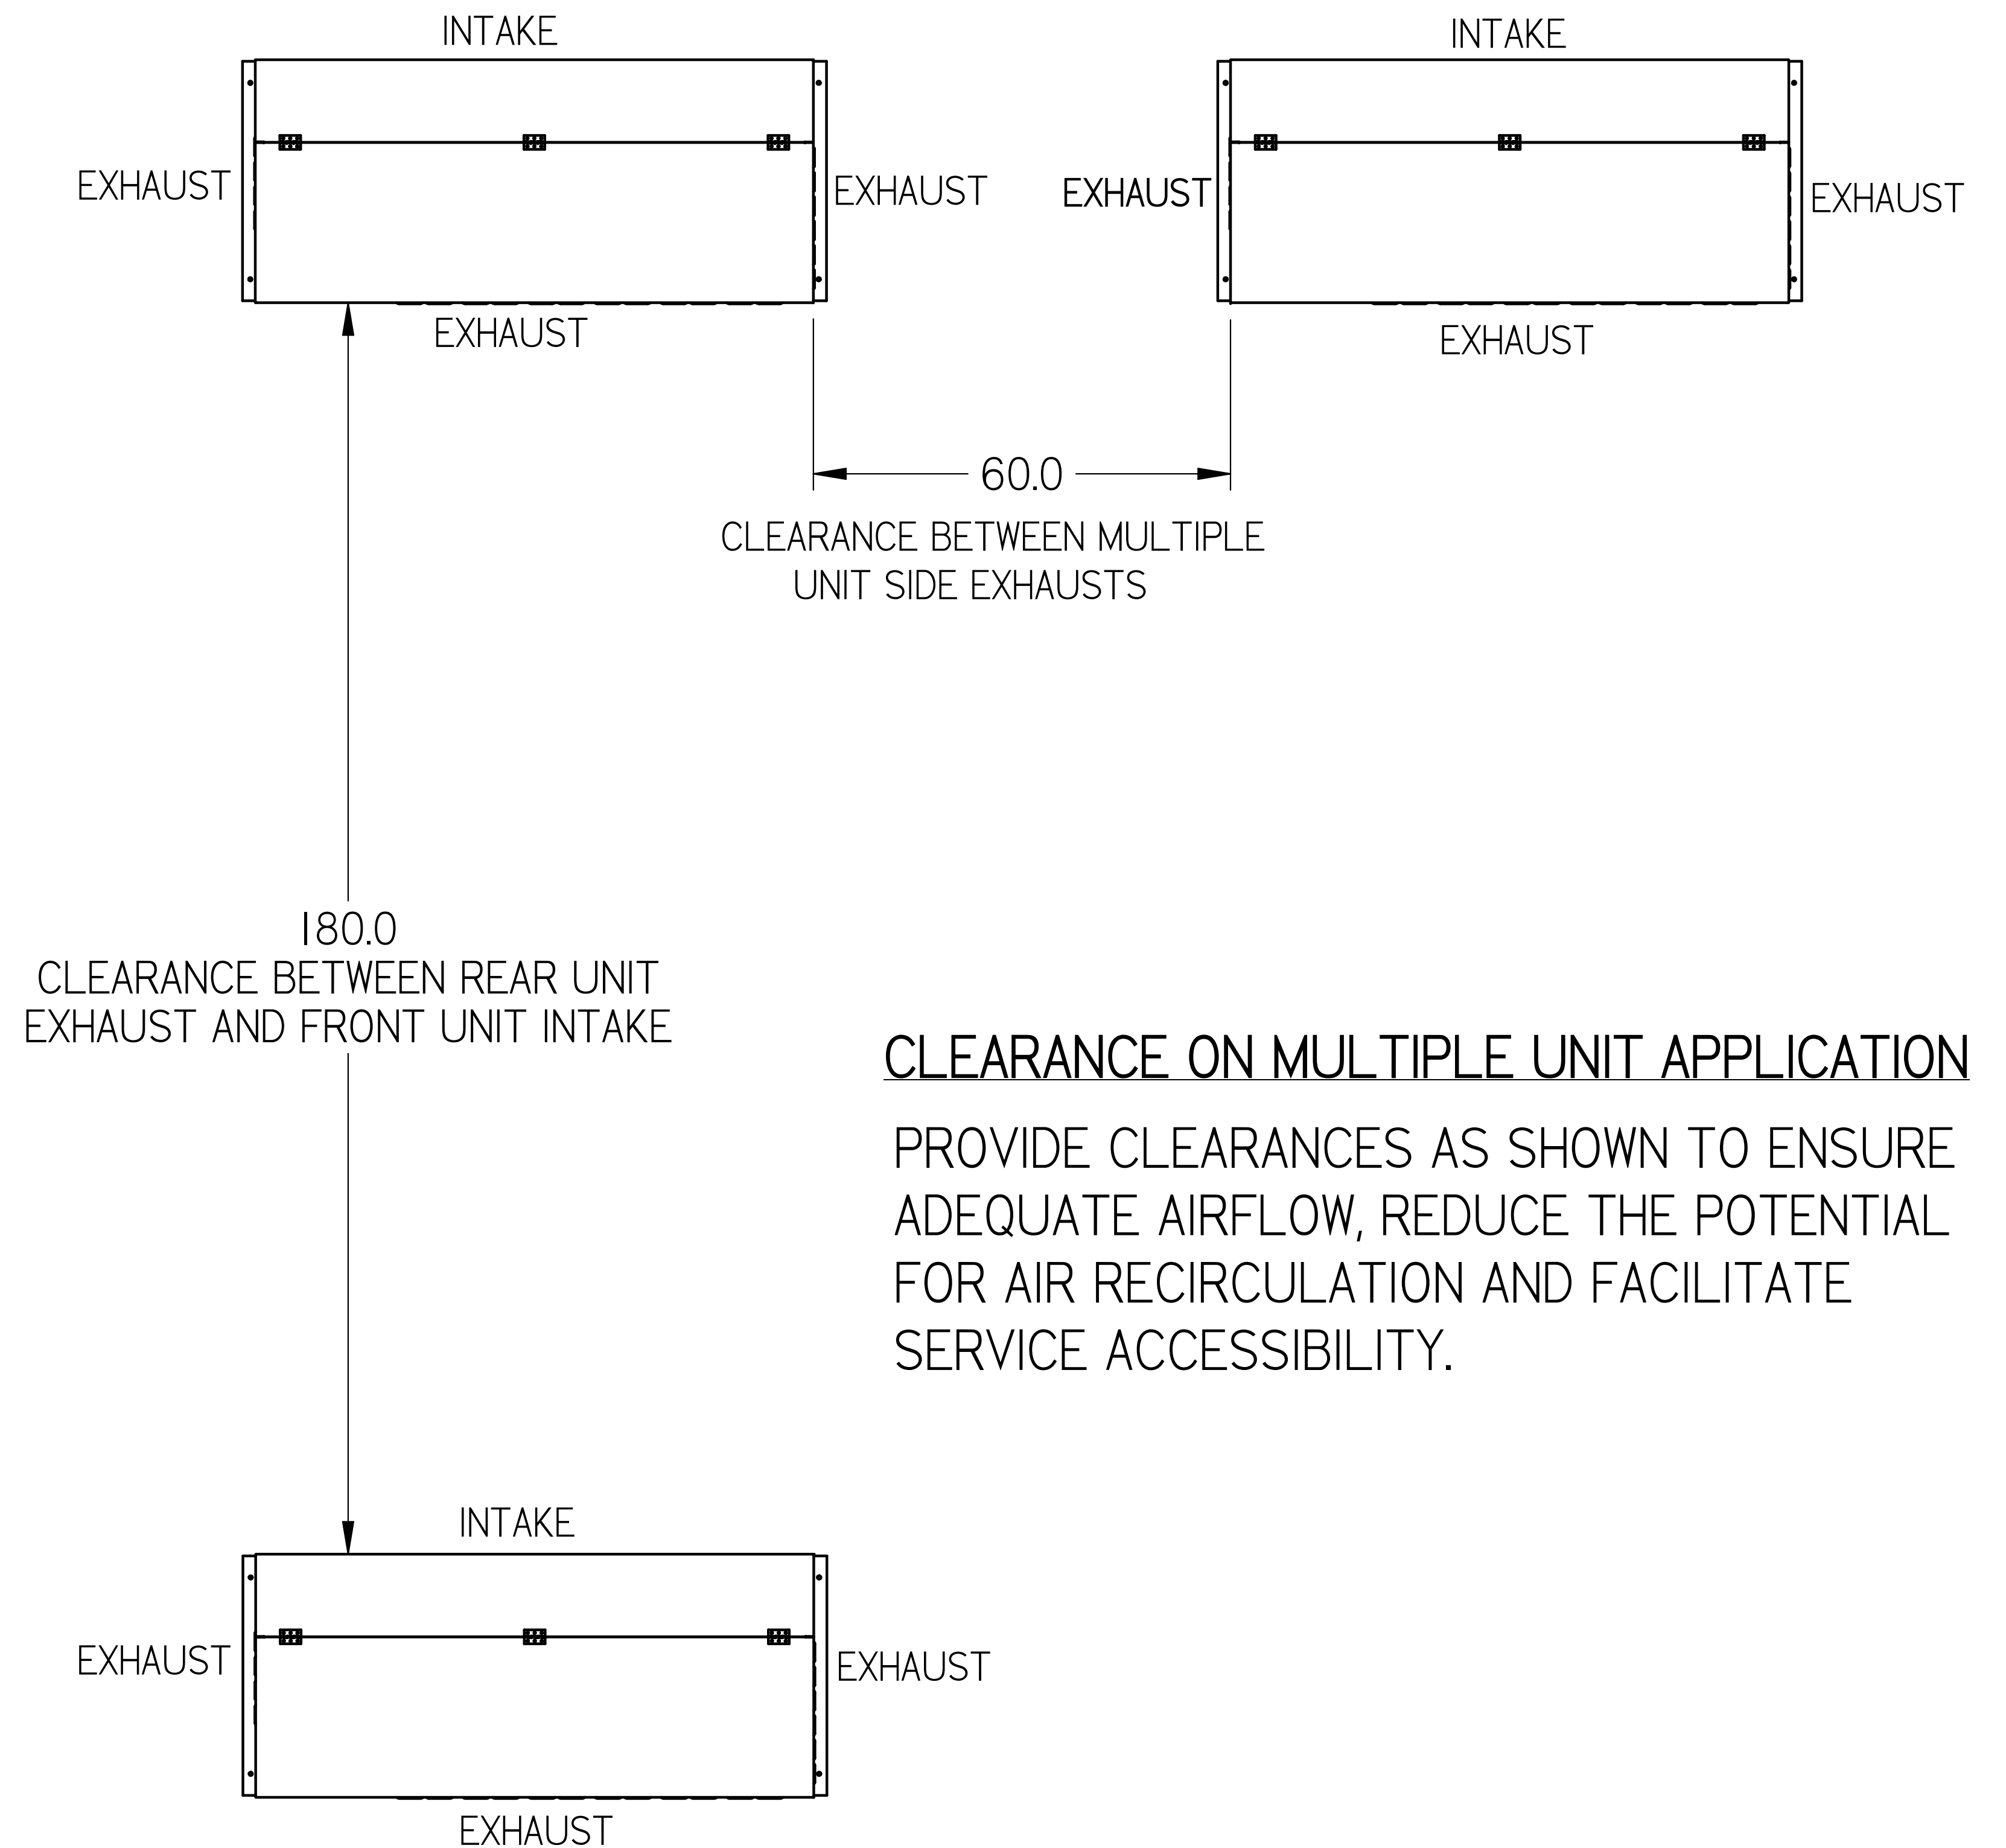 INTAKE
INTAKE
EXHAUST
EXHAUST
EXHAUST
EXHAUST
EXHAUST
EXHAUST
60.0
CLEARANCE BETWEEN MULTIPLE
UNIT SIDE EXHAUSTS
180.0
CLEARANCE BETWEEN REAR UNIT
EXHAUST AND FRONT UNIT INTAKE
CLEARANCE ON MULTIPLE UNIT APPLICATION
PROVIDE CLEARANCES AS SHOWN TO ENSURE
ADEQUATE AIRFLOW, REDUCE THE POTENTIAL
FOR AIR RECIRCULATION AND FACILITATE
SERVICE ACCESSIBILITY.
INTAKE
EXHAUST
EXHAUST
EXHAUST